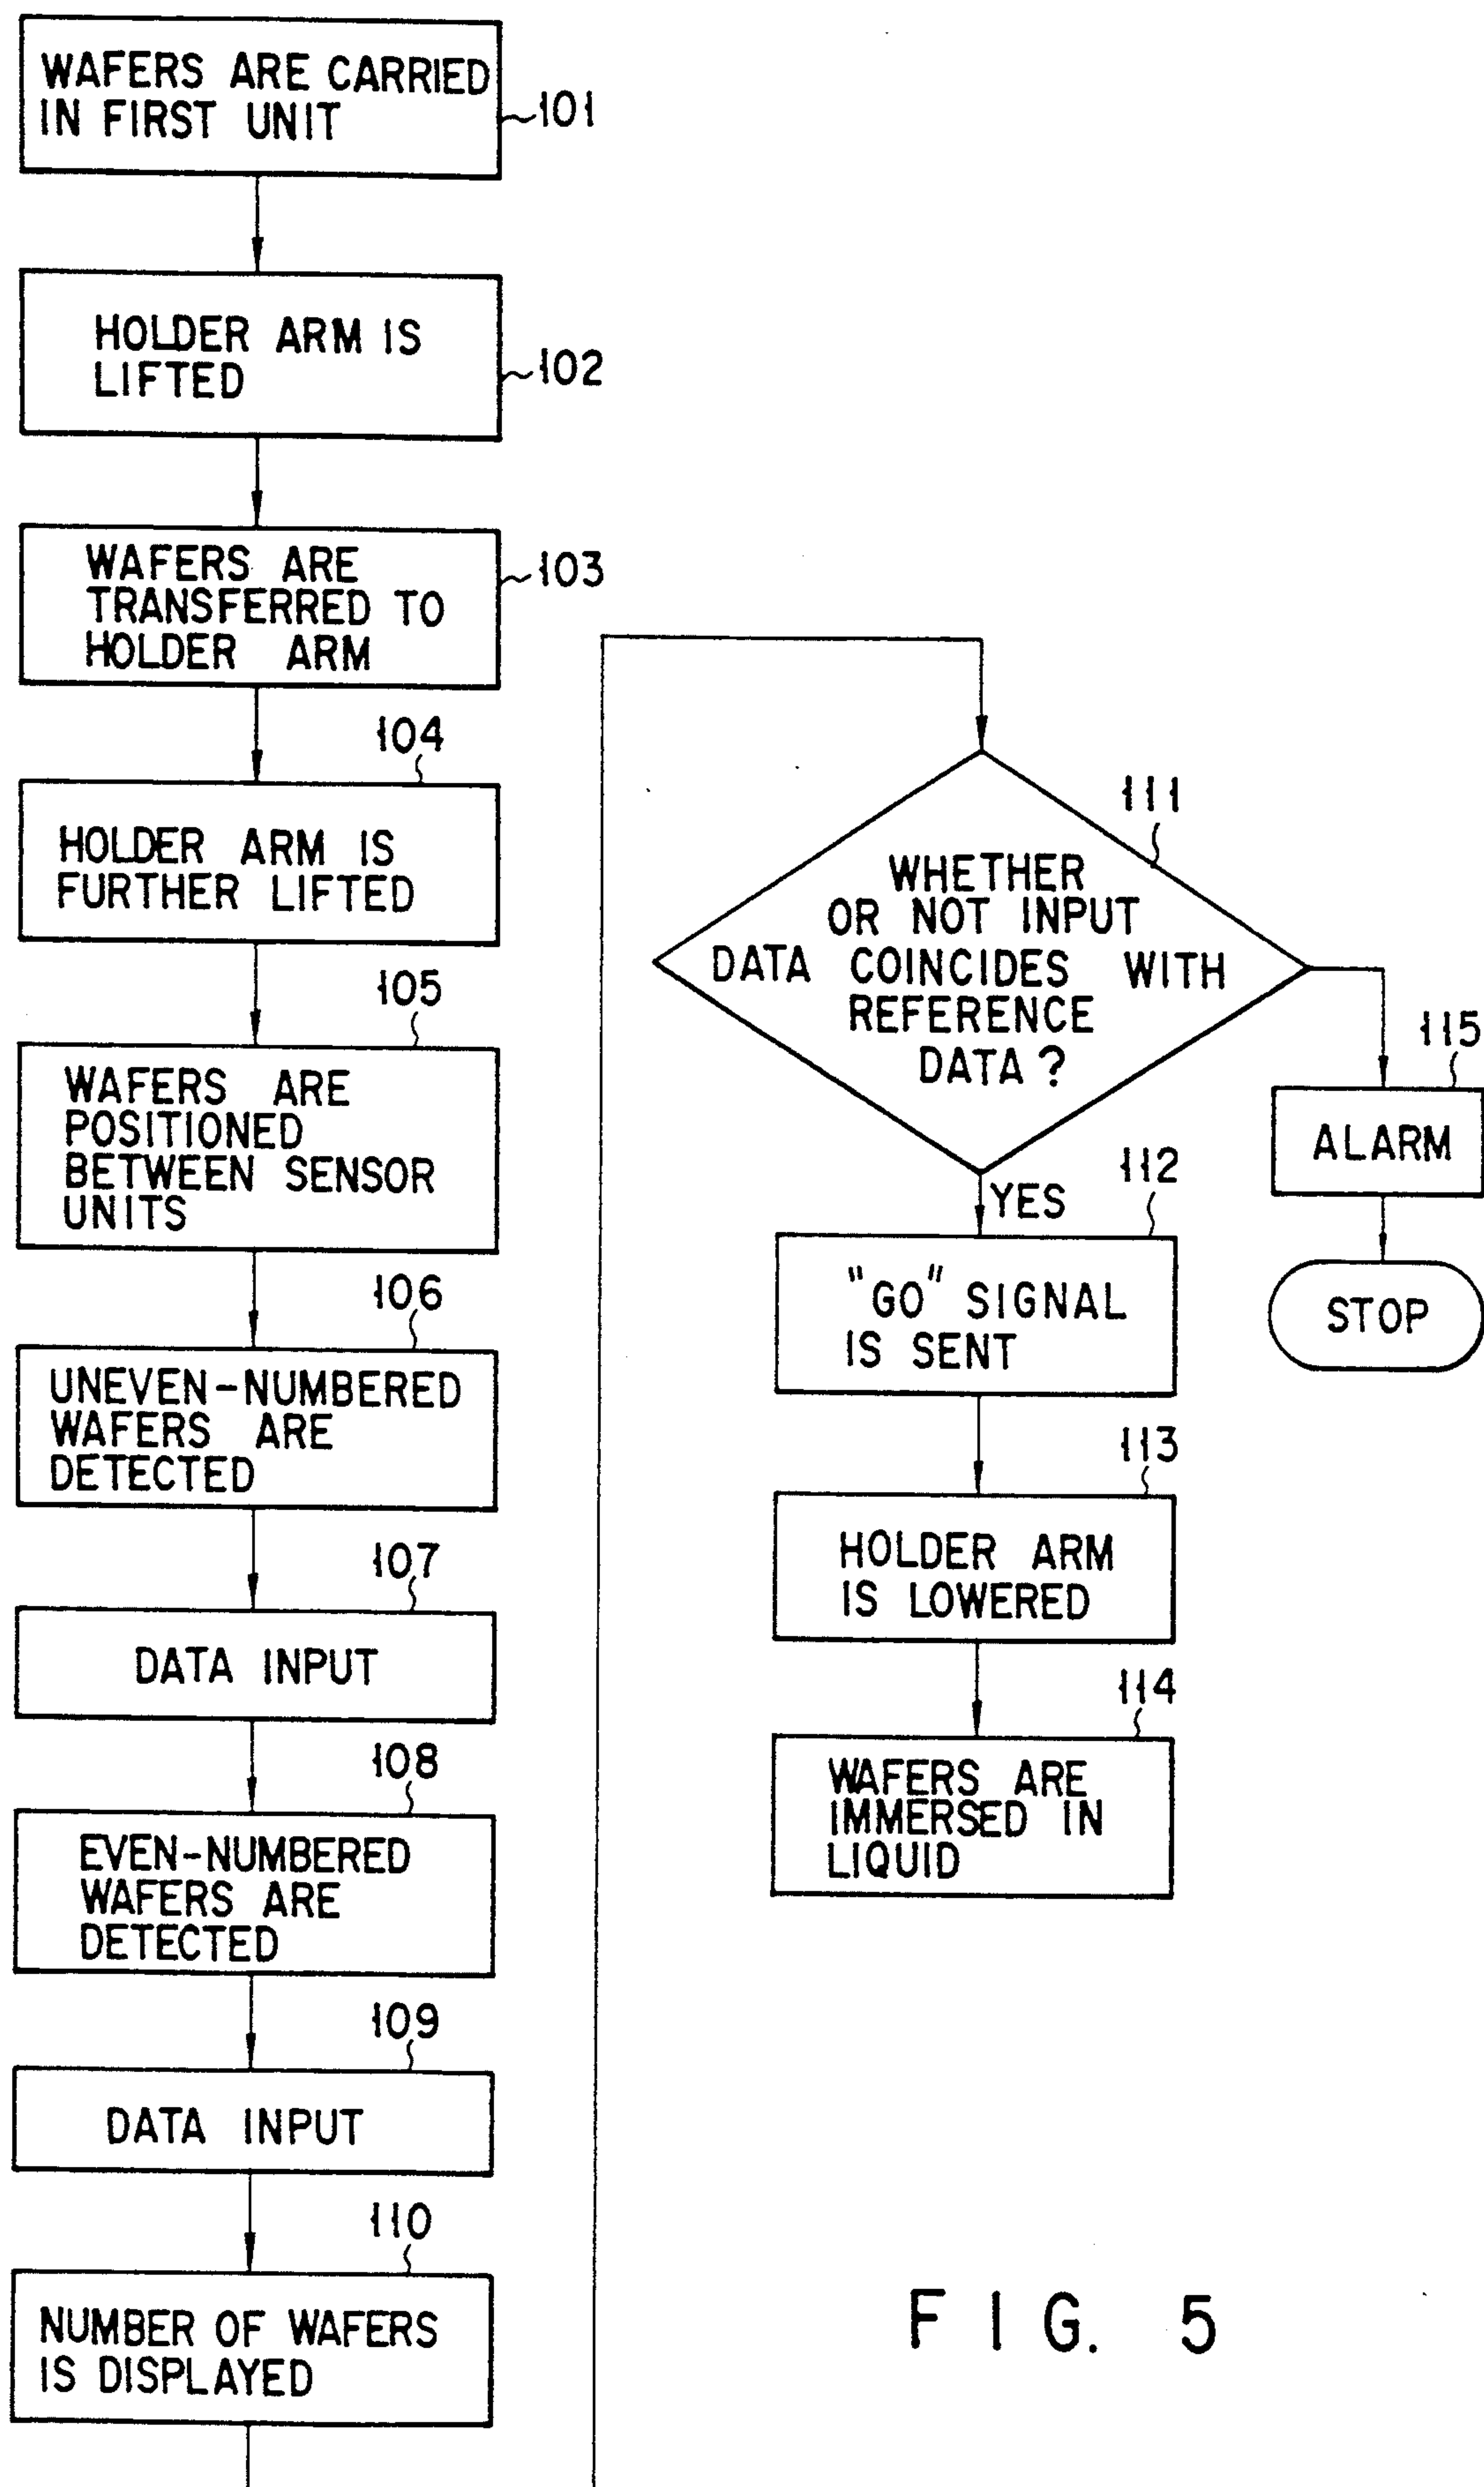 WAFERS ARE CARRIED
IN FIRST UNIT
101
HOLDER ARM IS
LIFTED
102
WAFERS ARE
TRANSFERRED TO
HOLDER ARM
103
104
HOLDER ARM IS
FURTHER LIFTED
105
WAFERS ARE
POSITIONED
BETWEEN SENSOR
UNITS
106
UNEVEN-NUMBERED
WAFERS ARE
DETECTED
107
DATA INPUT
108
EVEN-NUMBERED
WAFERS ARE
DETECTED
109
DATA INPUT
110
NUMBER OF WAFERS
IS DISPLAYED
111
WHETHER
OR NOT INPUT
DATA COINCIDES WITH
REFERENCE
DATA ?
YES
112
"GO" SIGNAL
IS SENT
113
HOLDER ARM
IS LOWERED
114
WAFERS ARE
IMMERSED IN
LIQUID
115
ALARM
STOP
FIG. 5